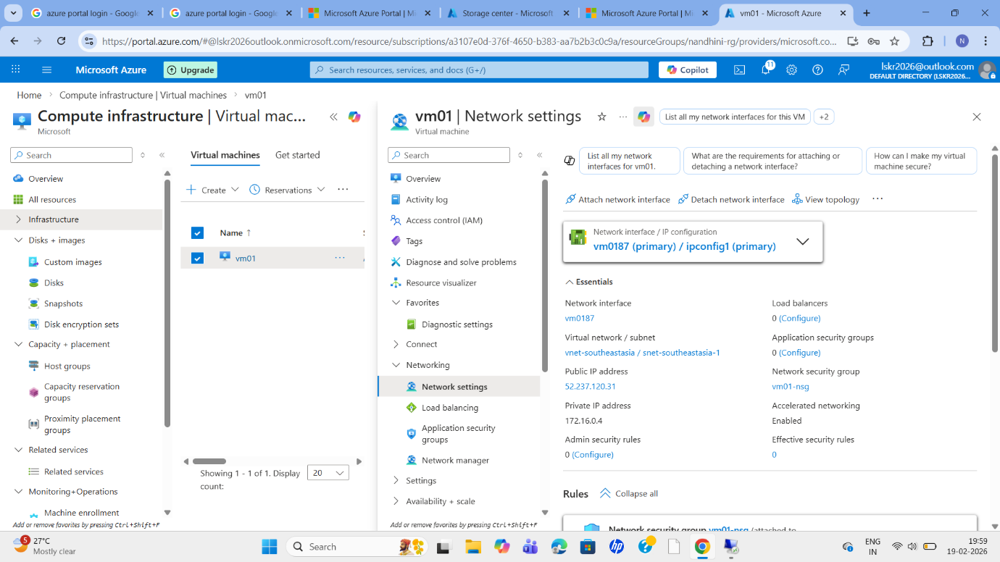 azure portal login - Google
azure portal login - Google
Microsoft Azure Portal | Mi
Storage center - Microsoft
Microsoft Azure Portal | Mi
vm01 - Microsoft Azure
https://portal.azure.com/#@lskr2026outlook.onmicrosoft.com/resource/subscriptions/a3107e0d-376f-4650-b383-aa7b2b3c0c9a/resourceGroups/nandhini-rg/providers/microsoft.co...
N
Microsoft Azure
Upgrade
Search resources, services, and docs (G+/)
Copilot
11
lskr2026@outlook.com
DEFAULT DIRECTORY (LSKR2026...
Home > Compute infrastructure | Virtual machines > vm01
Compute infrastructure | Virtual mac...
Microsoft
Search
Overview
All resources
Infrastructure
Disks + images
Custom images
Disks
Snapshots
Disk encryption sets
Capacity + placement
Host groups
Capacity reservation
groups
Proximity placement
groups
Related services
Related services
Monitoring+Operations
Machine enrollment
Add or remove favorites by pressing Ctrl+Shift+F
Virtual machines
Get started
Create
Reservations
...
Name ↑
vm01
...
Showing 1 - 1 of 1. Display
count:
20
vm01 | Network settings
Virtual machine
...
List all my network interfaces for this VM
+2
Search
Overview
Activity log
Access control (IAM)
Tags
Diagnose and solve problems
Resource visualizer
Favorites
Diagnostic settings
Connect
Networking
Network settings
Load balancing
Application security
groups
Network manager
Settings
Availability + scale
Add or remove favorites by pressing Ctrl+Shift+F
List all my network
interfaces for vm01.
What are the requirements for attaching or
detaching a network interface?
How can I make my virtual
machine secure?
Attach network interface
Detach network interface
View topology
...
Network interface / IP configuration
vm0187 (primary) / ipconfig1 (primary)
Essentials
Network interface
vm0187
Virtual network / subnet
vnet-southeastasia / snet-southeastasia-1
Public IP address
52.237.120.31
Private IP address
172.16.0.4
Admin security rules
0 (Configure)
Load balancers
0 (Configure)
Application security groups
0 (Configure)
Network security group
vm01-nsg
Accelerated networking
Enabled
Effective security rules
0
Rules
Collapse all
Network security group vm01-nsg (attached to
5
27°C
Mostly clear
Search
ENG
IN
19:59
19-02-2026